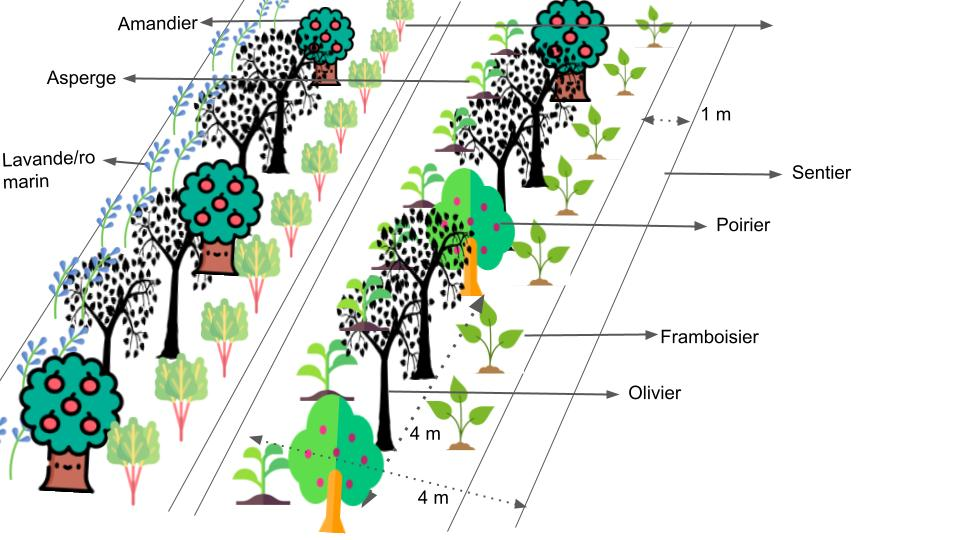 Amandier
Asperge
1 m
Lavande/ro
marin
Sentier
Poirier
Framboisier
Olivier
4 m
4 m